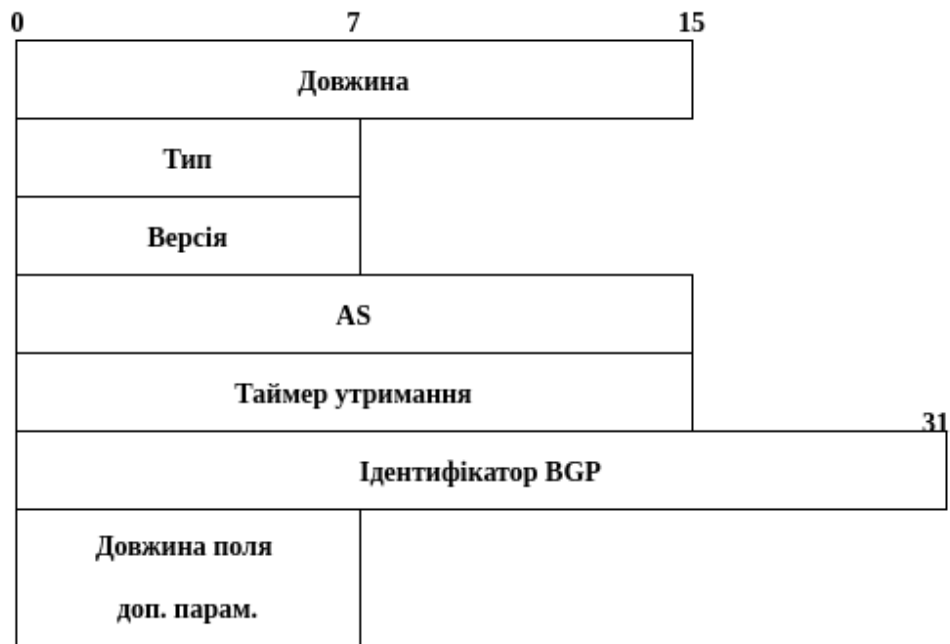 0 7 15
Довжина
Тип
Версія
AS
Таймер утримання
31
Ідентифікатор BGP
Довжина поля
доп. парам.